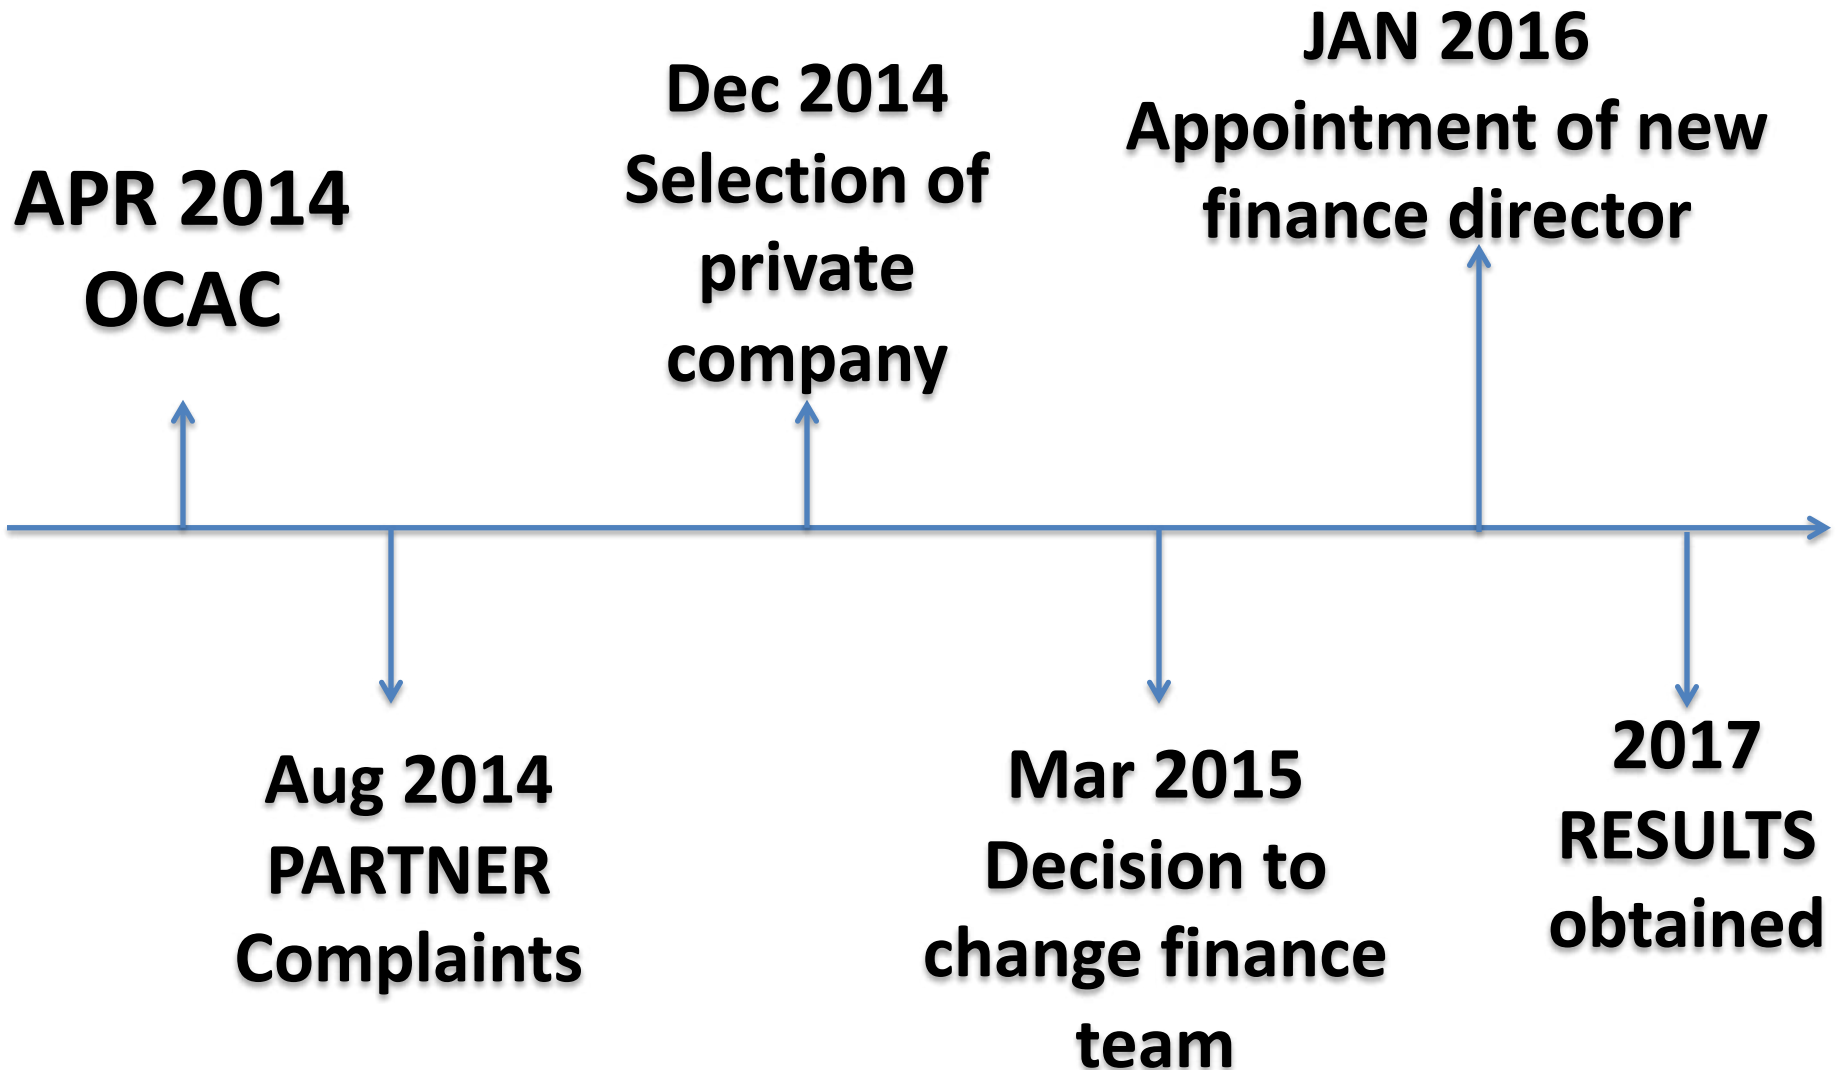 APR 2014
OCAC
Aug 2014
PARTNER
Complaints
Dec 2014
Selection of
private
company
Mar 2015
Decision to
change finance
team
JAN 2016
Appointment of new
finance director
2017
RESULTS
obtained